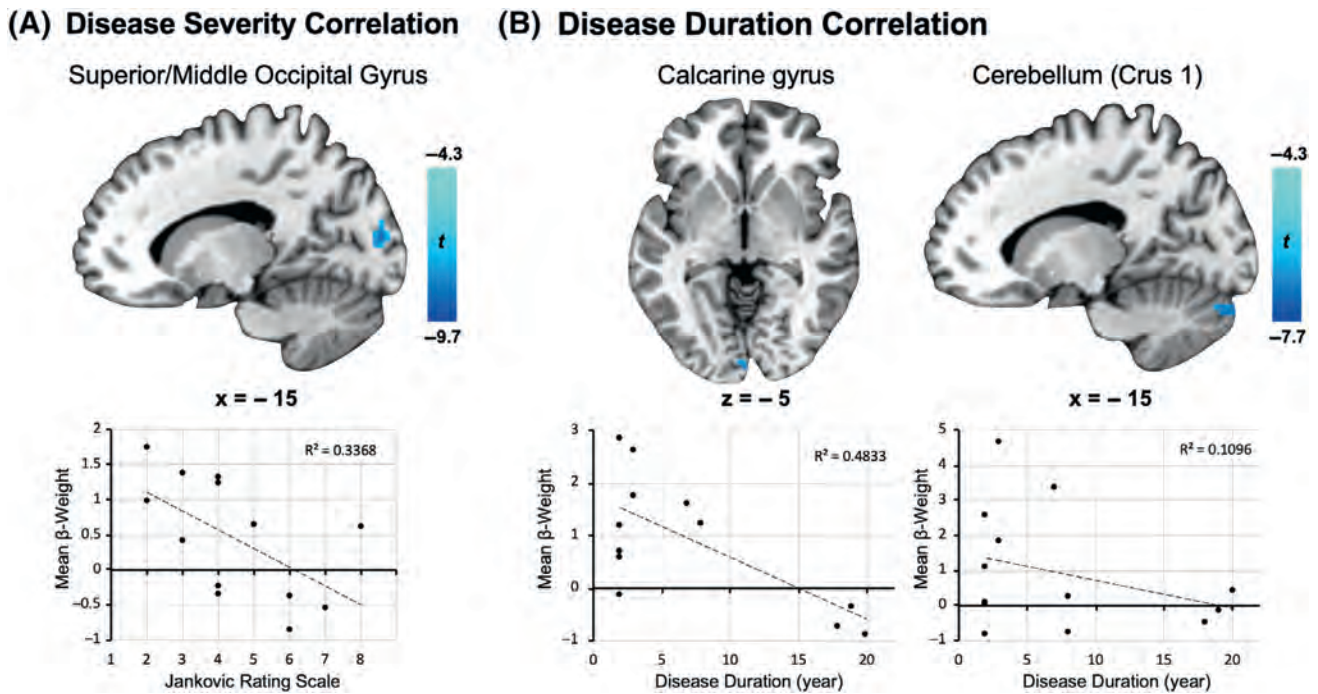 (A) Disease Severity Correlation
Superior/Middle Occipital Gyrus
−4.3
t
−9.7
x = − 15
R² = 0.3368
Mean β-Weight
2
1.5
1
0.5
0
−0.5
−1
1 2 3 4 5 6 7 8
Jankovic Rating Scale
(B) Disease Duration Correlation
Calcarine gyrus
z = − 5
R² = 0.4833
Mean β-Weight
3
2
1
0
−1
0 5 10 15 20
Disease Duration (year)
Cerebellum (Crus 1)
−4.3
t
−7.7
x = − 15
R² = 0.1096
Mean β-Weight
5
4
3
2
1
0
−1
0 5 10 15 20
Disease Duration (year)